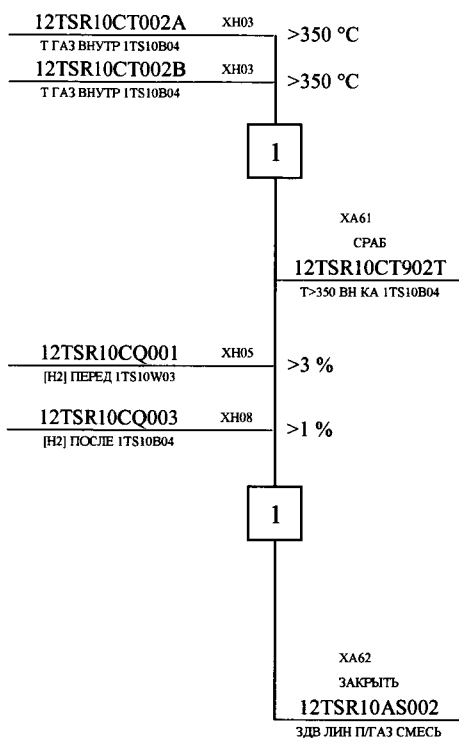 12TSR10CT002A XH03 >350 °C
Т ГАЗ ВНУТР 1TS10B04
12TSR10CT002B XH03 >350 °C
Т ГАЗ ВНУТР 1TS10B04
1
XA61
СРАБ
12TSR10CT902T
T>350 ВН КА 1TS10B04
12TSR10CQ001 XH05 >3 %
[H2] ПЕРЕД 1TS10W03
12TSR10CQ003 XH08 >1 %
[H2] ПОСЛЕ 1TS10B04
1
XA62
ЗАКРЫТЬ
12TSR10AS002
ЗДВ ЛИН П/ГАЗ СМЕСЬ